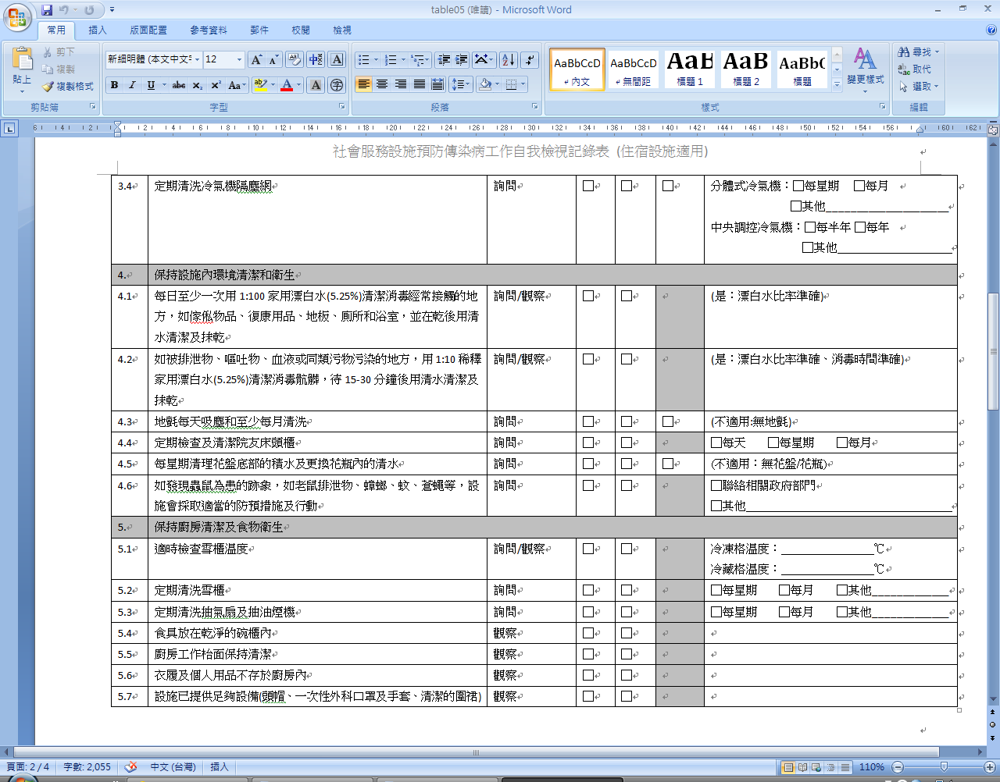 table05 (唯讀) - Microsoft Word
常用 插入 版面配置 參考資料 郵件 校閱 檢視
貼上
剪下
複製
複製格式
剪貼簿
新細明體 (本文中文字 12
字型
段落
AaBbCcD AaBbCcD AaB AaB AaBbC
內文 無間距 標題 1 標題 2 標題
變更樣式
樣式
尋找
取代
選取
編輯
6 4 2 2 4 6 8 10 12 14 16 18 20 22 24 26 28 30 32 34 36 38 40 42 44 46 48 50 52 54 56 60 62
社會服務設施預防傳染病工作自我檢視記錄表 (住宿設施適用)
3.4 定期清洗冷氣機隔塵網 詢問 □ □ □ 分體式冷氣機：□每星期 □每月
□其他____________________
中央調控冷氣機：□每半年 □每年
□其他____________________
4. 保持設施內環境清潔和衛生
4.1 每日至少一次用 1:100 家用漂白水(5.25%)清潔消毒經常接觸的地 詢問/觀察 □ □ (是：漂白水比率準確)
方，如傢俬物品、復康用品、地板、廁所和浴室，並在乾後用清
水清潔及抹乾
4.2 如被排泄物、嘔吐物、血液或同類污物污染的地方，用 1:10 稀釋 詢問/觀察 □ □ (是：漂白水比率準確、消毒時間準確)
家用漂白水(5.25%)清潔消毒骯髒，待 15-30 分鐘後用清水清潔及
抹乾
4.3 地氈每天吸塵和至少每月清洗 詢問 □ □ □ (不適用:無地氈)
4.4 定期檢查及清潔院友床頭櫃 詢問 □ □ □每天 □每星期 □每月
4.5 每星期清理花盤底部的積水及更換花瓶內的清水 詢問 □ □ □ (不適用：無花盤/花瓶)
4.6 如發現蟲鼠為患的跡象，如老鼠排泄物、蟑螂、蚊、蒼蠅等，設 詢問 □ □ □聯絡相關政府部門
施會採取適當的防預措施及行動 □其他____________________
5. 保持廚房清潔及食物衛生
5.1 適時檢查雪櫃溫度 詢問/觀察 □ □ 冷凍格溫度：________________℃
冷藏格溫度：________________℃
5.2 定期清洗雪櫃 詢問 □ □ □每星期 □每月 □其他_____________
5.3 定期清洗抽氣扇及抽油煙機 詢問 □ □ □每星期 □每月 □其他_____________
5.4 食具放在乾淨的碗櫃內 觀察 □ □
5.5 廚房工作枱面保持清潔 觀察 □ □
5.6 衣履及個人用品不存於廚房內 觀察 □ □
5.7 設施已提供足夠設備(頭帽、一次性外科口罩及手套、清潔的圍裙) 觀察 □ □
頁面: 2 / 4 字數: 2,055 中文 (台灣) 插入 110%